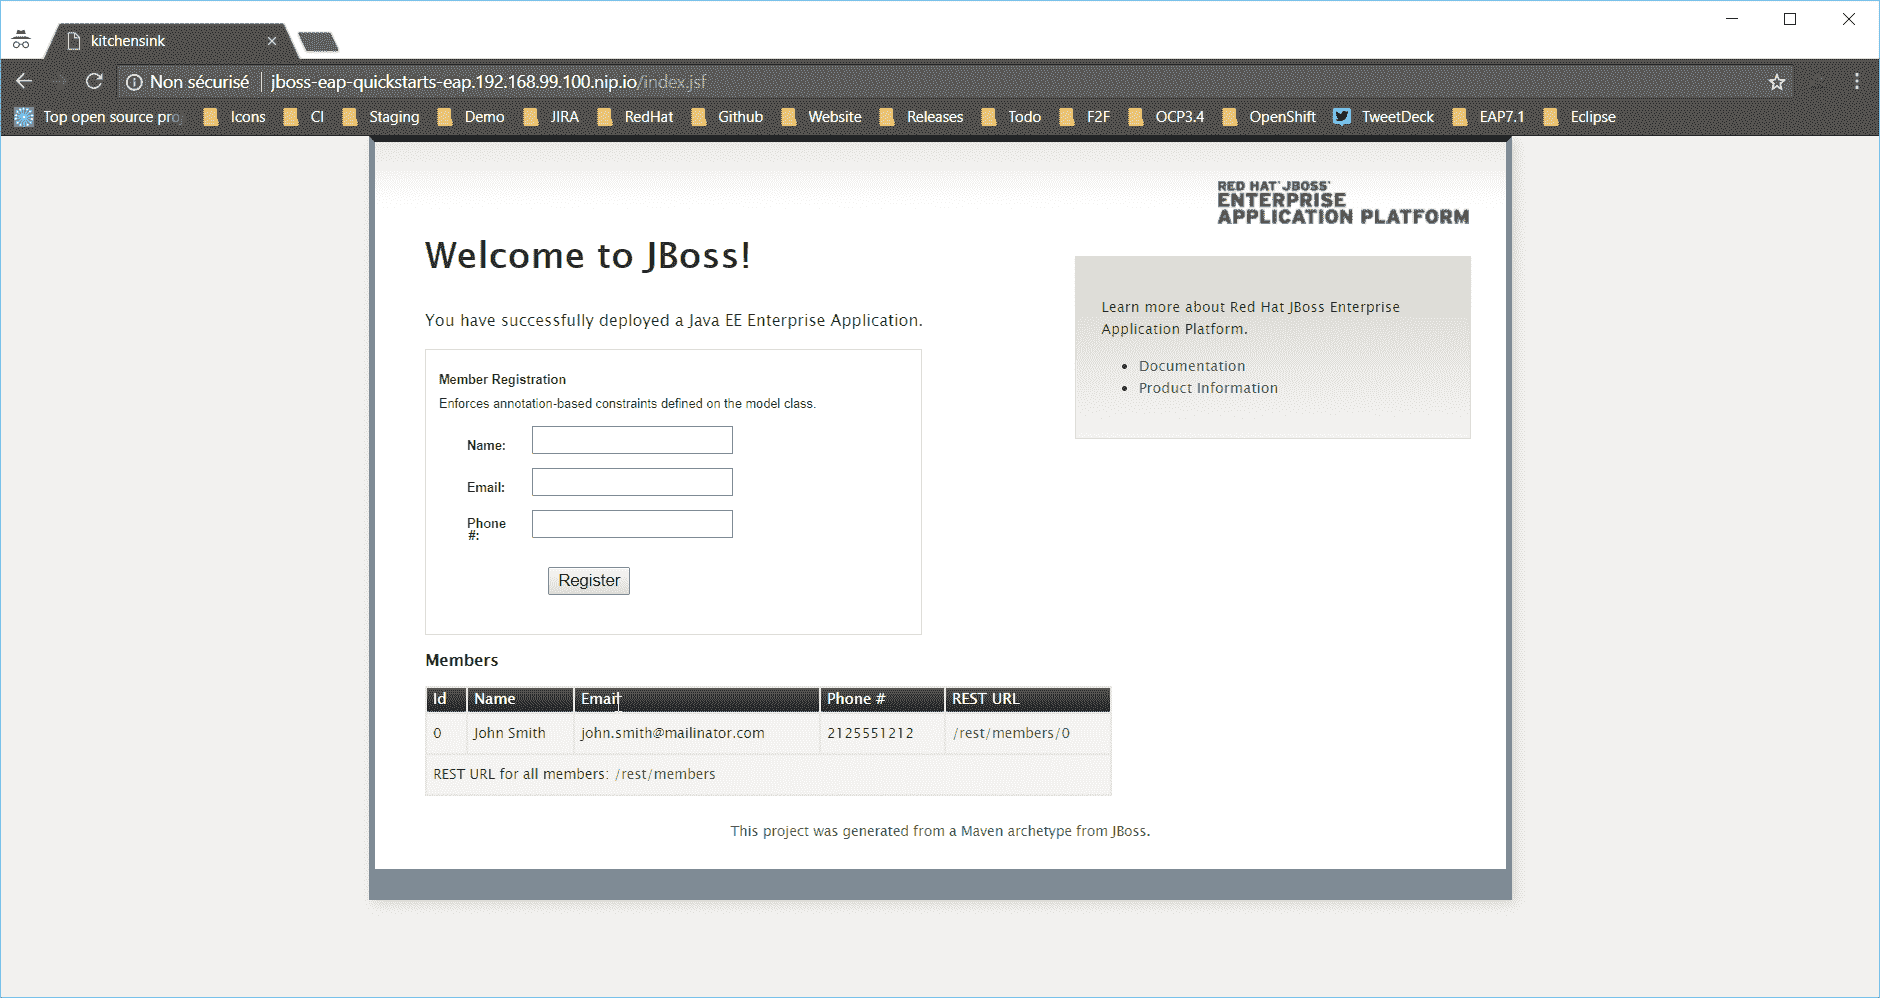 kitchensink
Non sécurisé jboss-eap-quickstarts-eap.192.168.99.100.nip.io/index.jsf
Top open source pro Icons CI Staging Demo JIRA RedHat Github Website Releases Todo F2F OCP3.4 OpenShift TweetDeck EAP7.1 Eclipse
RED HAT JBOSS
ENTERPRISE
APPLICATION PLATFORM
Welcome to JBoss!
You have successfully deployed a Java EE Enterprise Application.
Learn more about Red Hat JBoss Enterprise
Application Platform.
Documentation
Product Information
Member Registration
Enforces annotation-based constraints defined on the model class.
Name:
Email:
Phone
#:
Register
Members
Id Name Email Phone # REST URL
0 John Smith john.smith@mailinator.com 2125551212 /rest/members/0
REST URL for all members: /rest/members
This project was generated from a Maven archetype from JBoss.